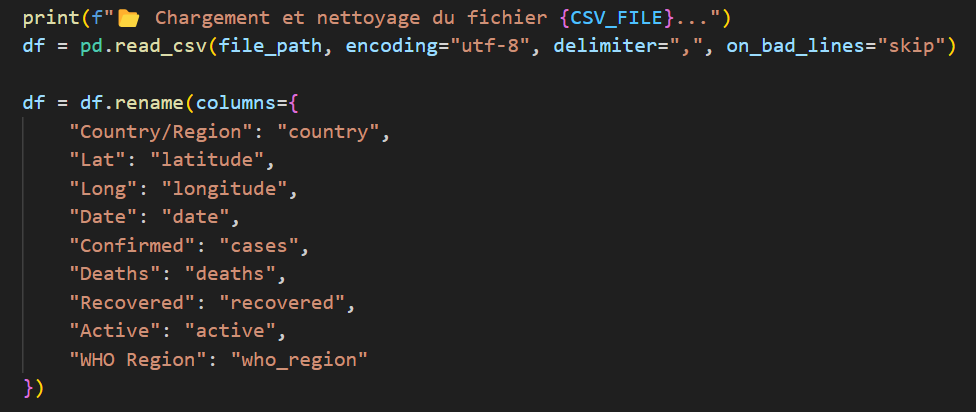 print(f"📂 Chargement et nettoyage du fichier {CSV_FILE}...")
df = pd.read_csv(file_path, encoding="utf-8", delimiter=",", on_bad_lines="skip")
df = df.rename(columns={
    "Country/Region": "country",
    "Lat": "latitude",
    "Long": "longitude",
    "Date": "date",
    "Confirmed": "cases",
    "Deaths": "deaths",
    "Recovered": "recovered",
    "Active": "active",
    "WHO Region": "who_region"
})